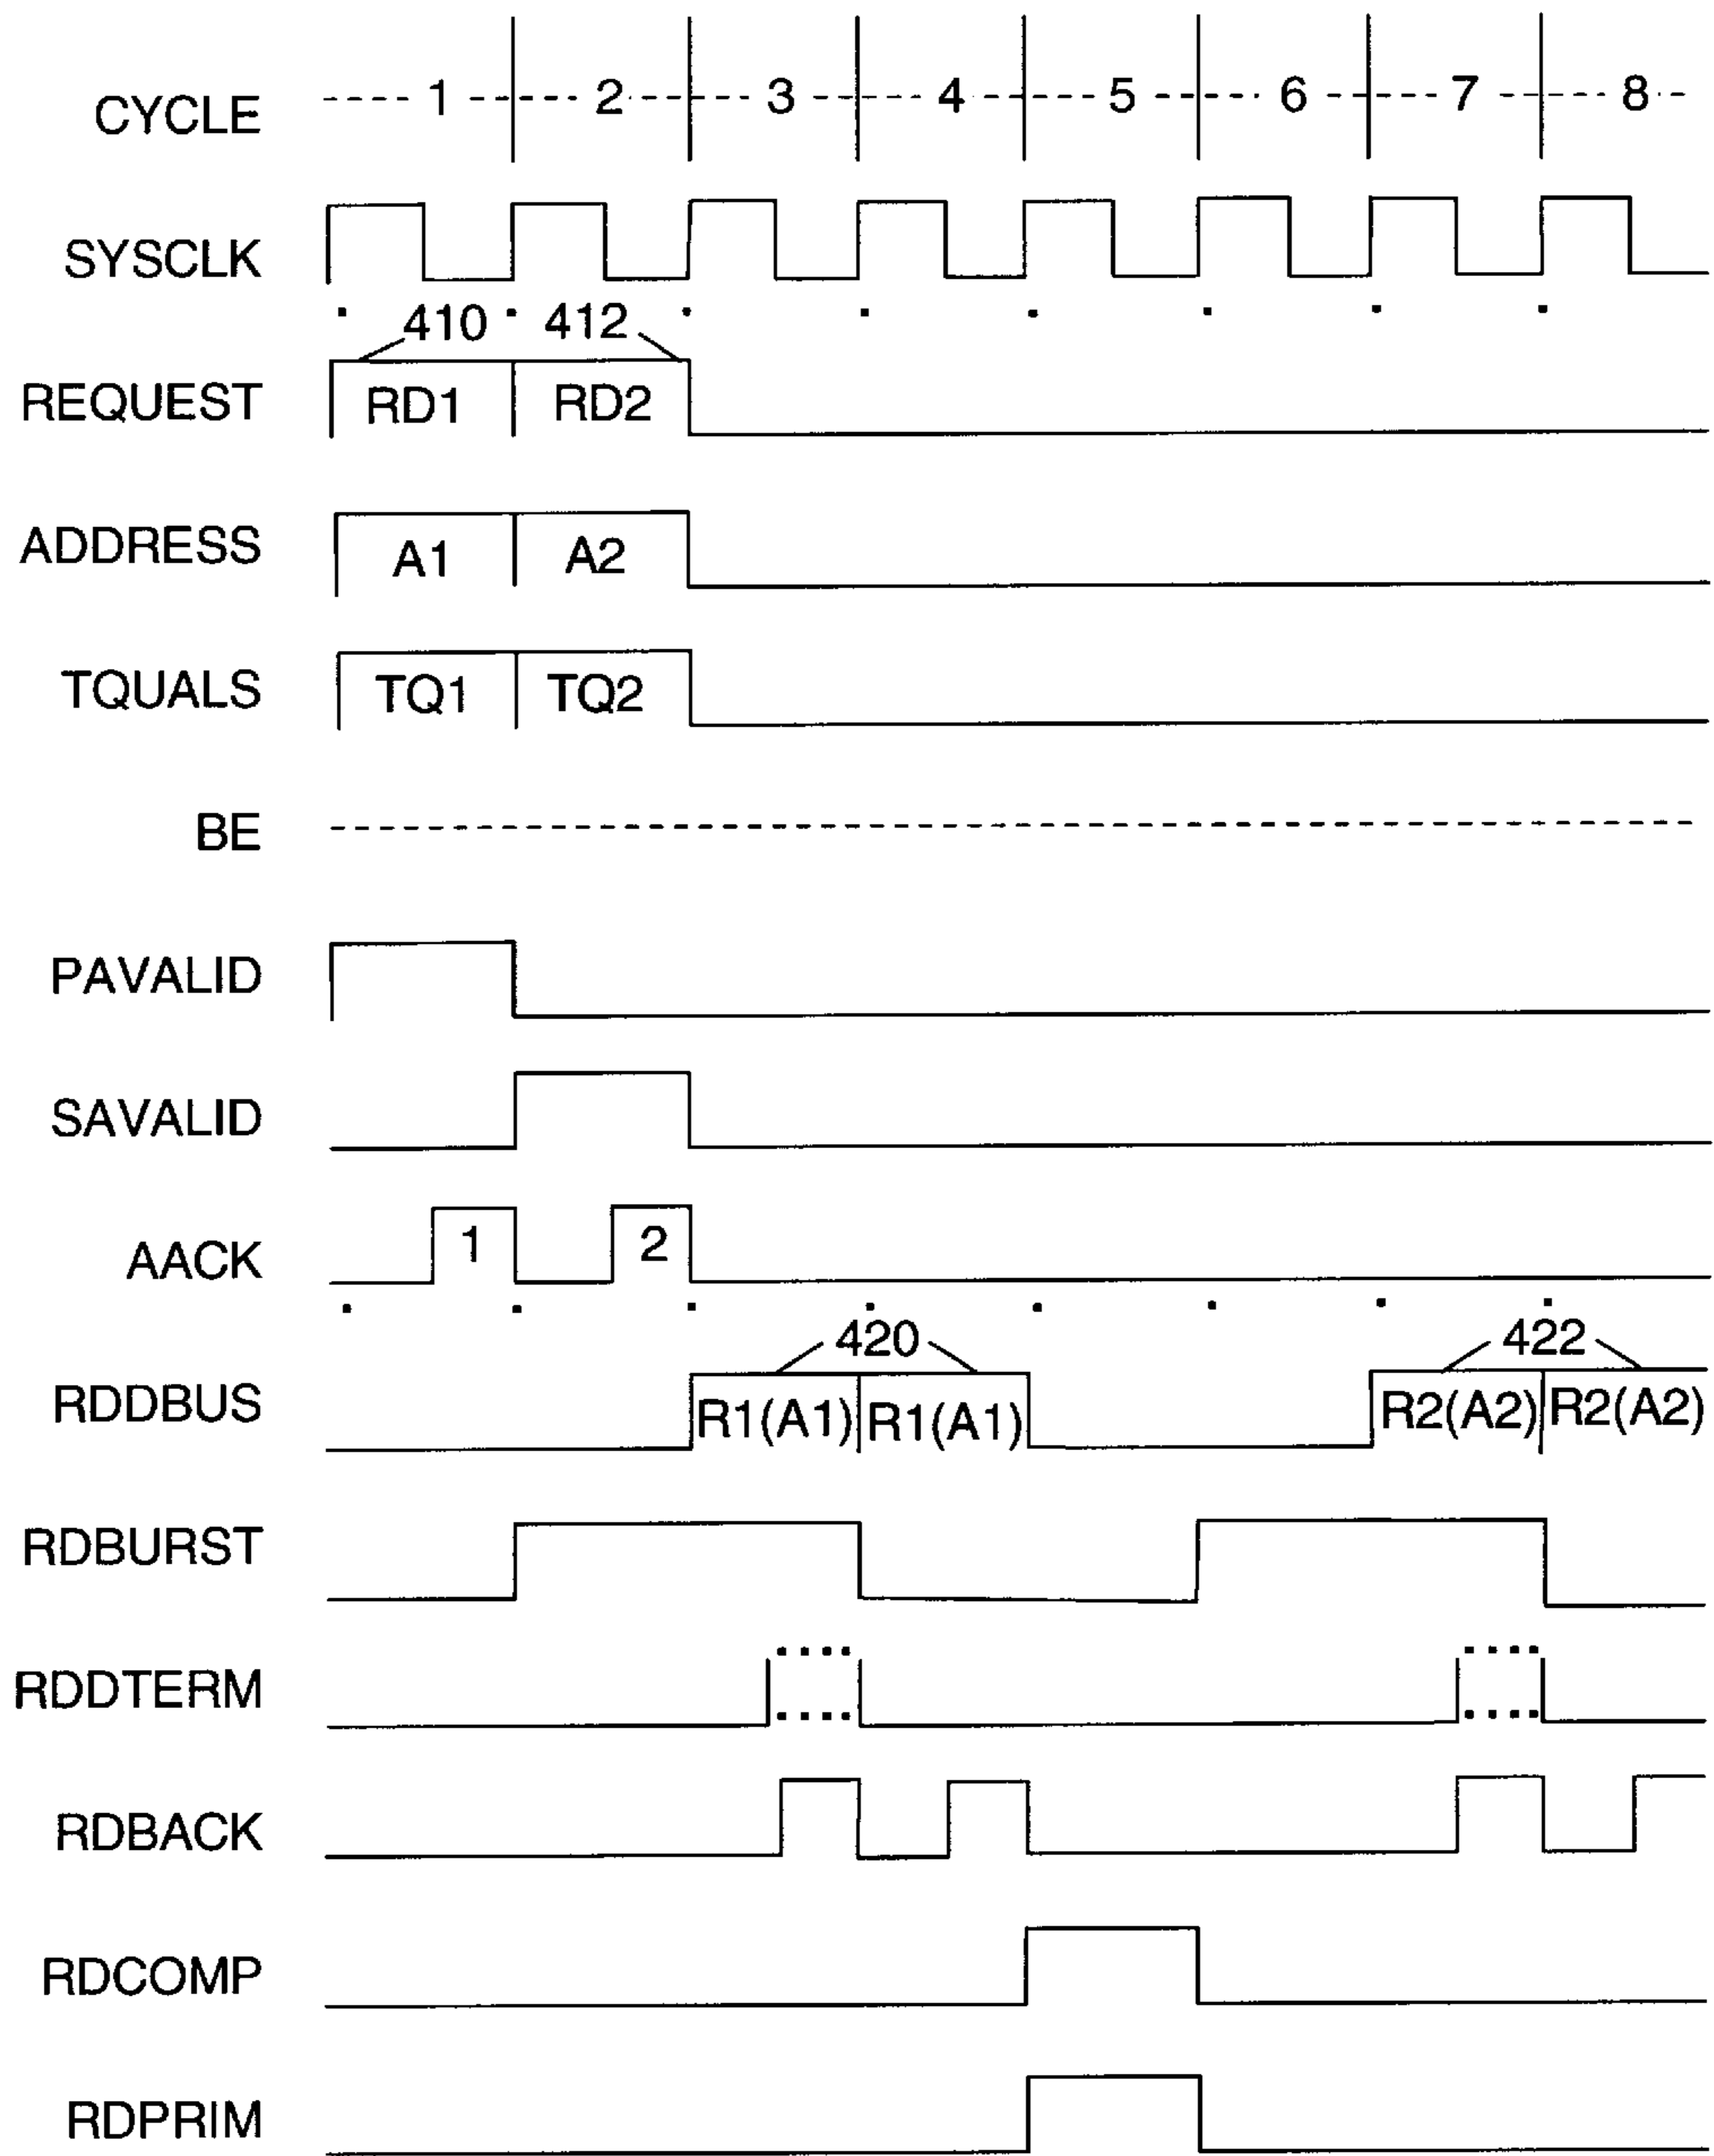 CYCLE 1 2 3 4 5 6 7 8
SYSCLK
410 412
REQUEST RD1 RD2
ADDRESS A1 A2
TQUALS TQ1 TQ2
BE
PAVALID
SAVALID
AACK 1 2
420 422
RDDBUS R1(A1) R1(A1) R2(A2) R2(A2)
RDBURST
RDDTERM
RDBACK
RDCOMP
RDPRIM